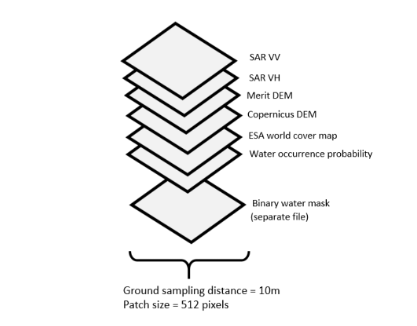 SAR VV
SAR VH
Merit DEM
Copernicus DEM
ESA world cover map
Water occurrence probability
Binary water mask
(separate file)
Ground sampling distance = 10m
Patch size = 512 pixels